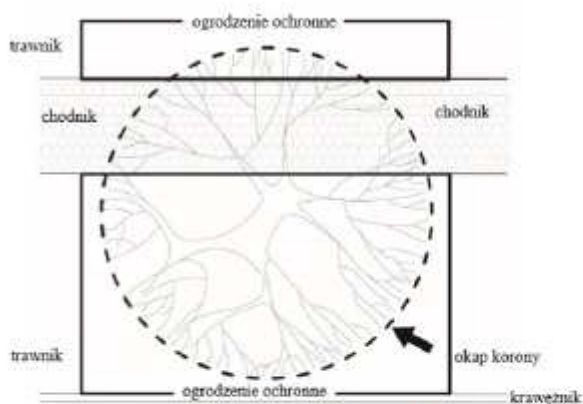 ogrodzenie ochronne
trawnik
chodnik
chodnik
trawnik
okap korony
ogrodzenie ochronne
krawężnik